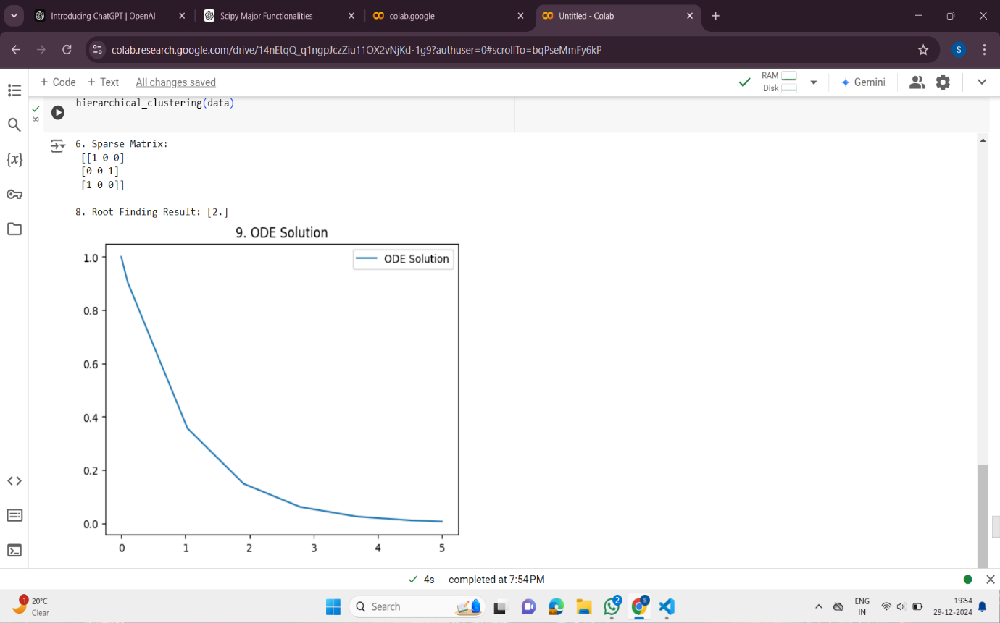 Introducing ChatGPT | OpenAI
Scipy Major Functionalities
colab.google
Untitled - Colab
colab.research.google.com/drive/14nEtqQ_q1ngpJczZiu11OX2vNjKd-1g9?authuser=0#scrollTo=bqPseMmFy6kP
S
+ Code + Text All changes saved
RAM
Disk
Gemini
hierarchical_clustering(data)
5s
{x}
6. Sparse Matrix:
[[1 0 0]
[0 0 1]
[1 0 0]]
8. Root Finding Result: [2.]
9. ODE Solution
ODE Solution
1.0
0.8
0.6
0.4
0.2
0.0
0 1 2 3 4 5
4s completed at 7:54 PM
1
20°C
Clear
Search
2
S
ENG
IN
19:54
29-12-2024